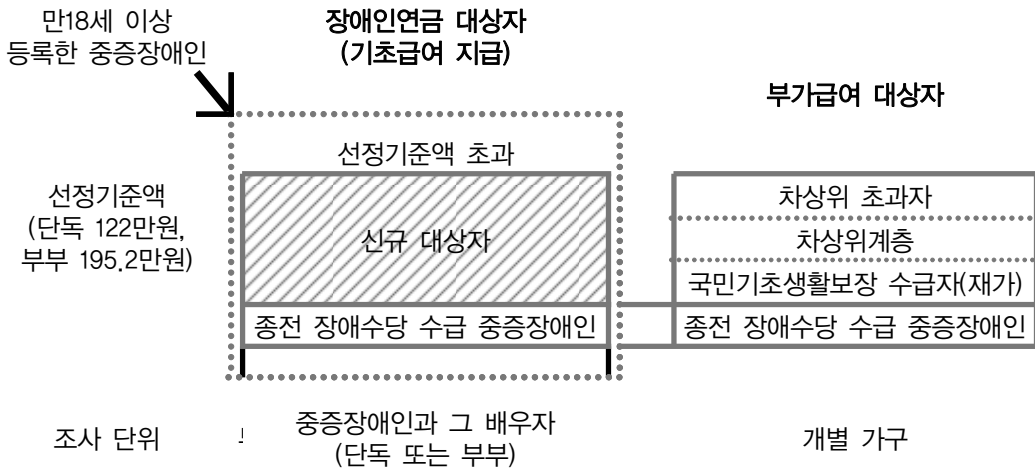 만18세 이상
등록한 중증장애인
장애인연금 대상자
(기초급여 지급)
부가급여 대상자
선정기준액 초과
선정기준액
(단독 122만원,
부부 195.2만원)
신규 대상자
차상위 초과자
차상위계층
국민기초생활보장 수급자(재가)
종전 장애수당 수급 중증장애인
종전 장애수당 수급 중증장애인
조사 단위
중증장애인과 그 배우자
(단독 또는 부부)
개별 가구